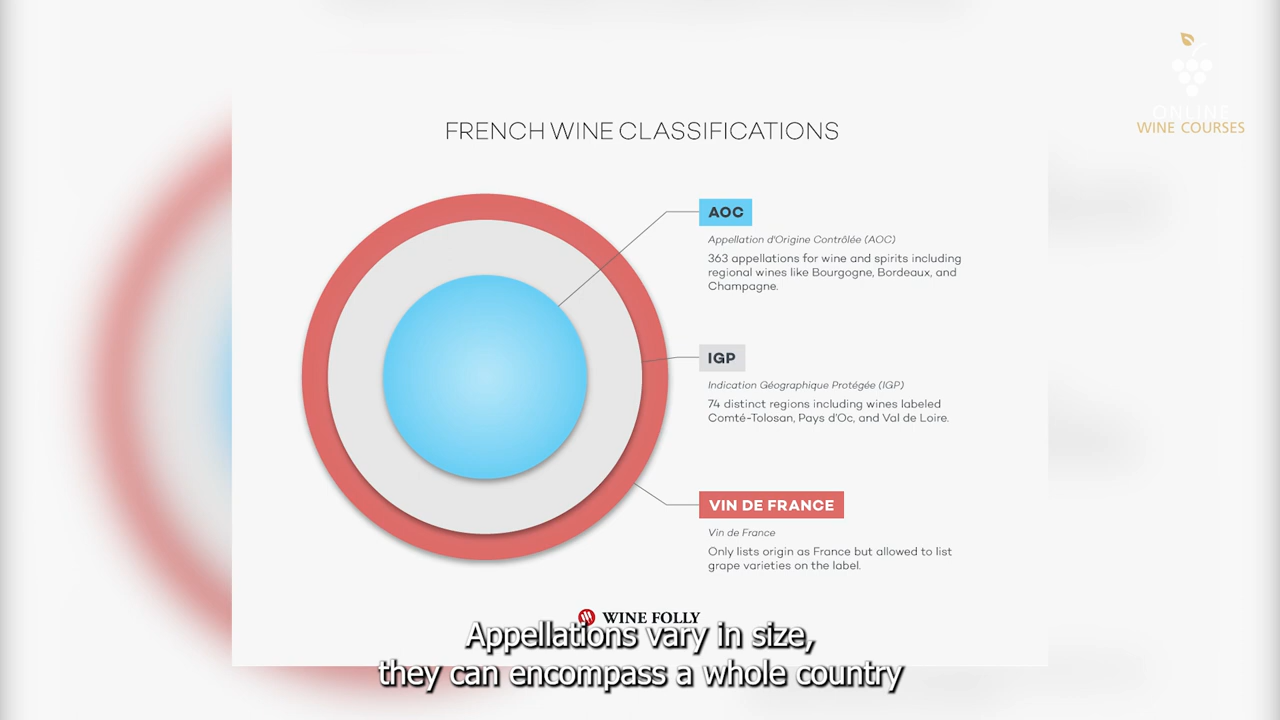 ONLINE
WINE COURSES
FRENCH WINE CLASSIFICATIONS
AOC
Appellation d'Origine Contrôlée (AOC)
363 appellations for wine and spirits including
regional wines like Bourgogne, Bordeaux, and
Champagne.
IGP
Indication Géographique Protégée (IGP)
74 distinct regions including wines labeled
Comté-Tolosan, Pays d'Oc, and Val de Loire.
VIN DE FRANCE
Vin de France
Only lists origin as France but allowed to list
grape varieties on the label.
WINE FOLLY
Appellations vary in size,
they can encompass a whole country